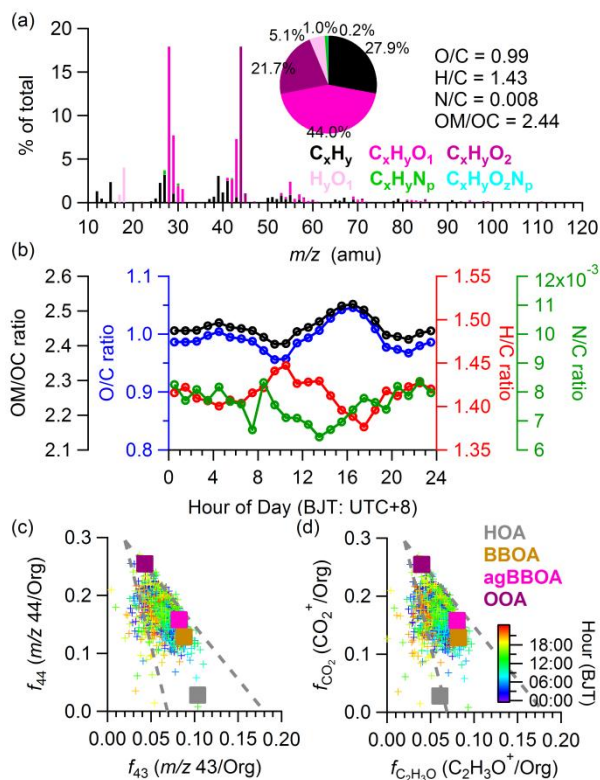 (a)
5.1%
1.0%
0.2%
27.9%
21.7%
44.0%
O/C = 0.99
H/C = 1.43
N/C = 0.008
OM/OC = 2.44
CxHy CxHyO1 CxHyO2
HyO1 CxHyNp CxHyOzNp
% of total
20
15
10
5
0
10 20 30 40 50 60 70 80 90 100 110 120
m/z (amu)
(b)
OM/OC ratio
2.6
2.5
2.4
2.3
2.2
2.1
O/C ratio
1.1
1.0
0.9
0.8
H/C ratio
1.55
1.50
1.45
1.40
1.35
N/C ratio
12x10⁻³
11
10
9
8
7
6
0 4 8 12 16 20 24
Hour of Day (BJT: UTC+8)
(c)
f44 (m/z 44/Org)
0.3
0.2
0.1
0.0
0.00 0.05 0.10 0.15 0.20
f43 (m/z 43/Org)
(d)
fCO2 (CO2⁺/Org)
0.3
0.2
0.1
0.0
0.00 0.05 0.10 0.15 0.20
fC2H3O (C2H3O⁺/Org)
HOA
BBOA
agBBOA
OOA
18:00
12:00
06:00
00:00
Hour (BJT)